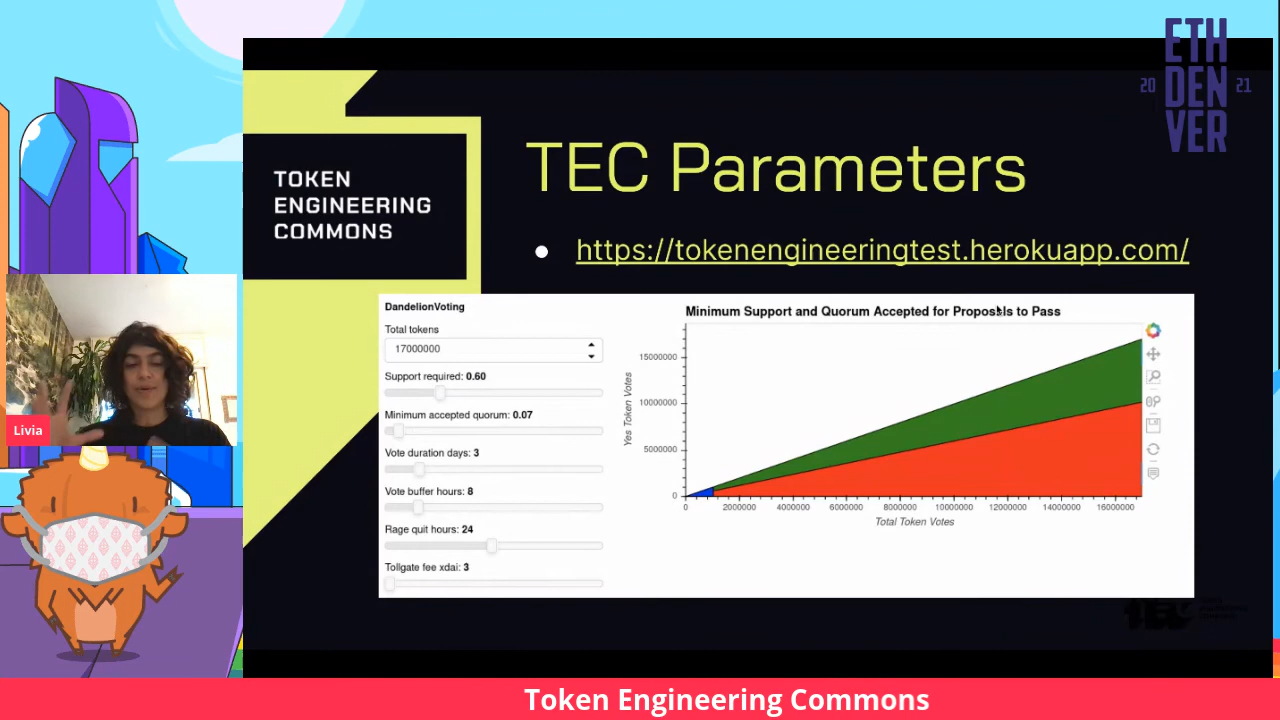 ETH
20 DEN 21
VER
TOKEN
ENGINEERING
COMMONS
TEC Parameters
https://tokenengineeringtest.herokuapp.com/
DandelionVoting
Total tokens
17000000
Support required: 0.60
Minimum accepted quorum: 0.07
Vote duration days: 3
Vote buffer hours: 8
Rage quit hours: 24
Tollgate fee xdai: 3
Minimum Support and Quorum Accepted for Proposals to Pass
Yes Token Votes
15000000
10000000
5000000
0
0 2000000 4000000 6000000 8000000 10000000 12000000 14000000 16000000
Total Token Votes
Livia
Token Engineering Commons